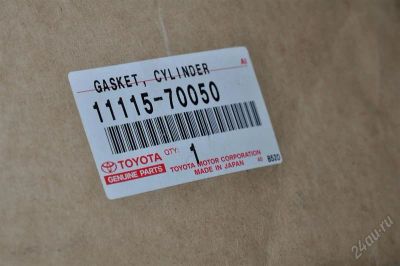 GASKET, CYLINDER
11115-70050
TOYOTA
GENUINE PARTS
QTY: 1
TOYOTA MOTOR CORPORATION
MADE IN JAPAN
24au.ru